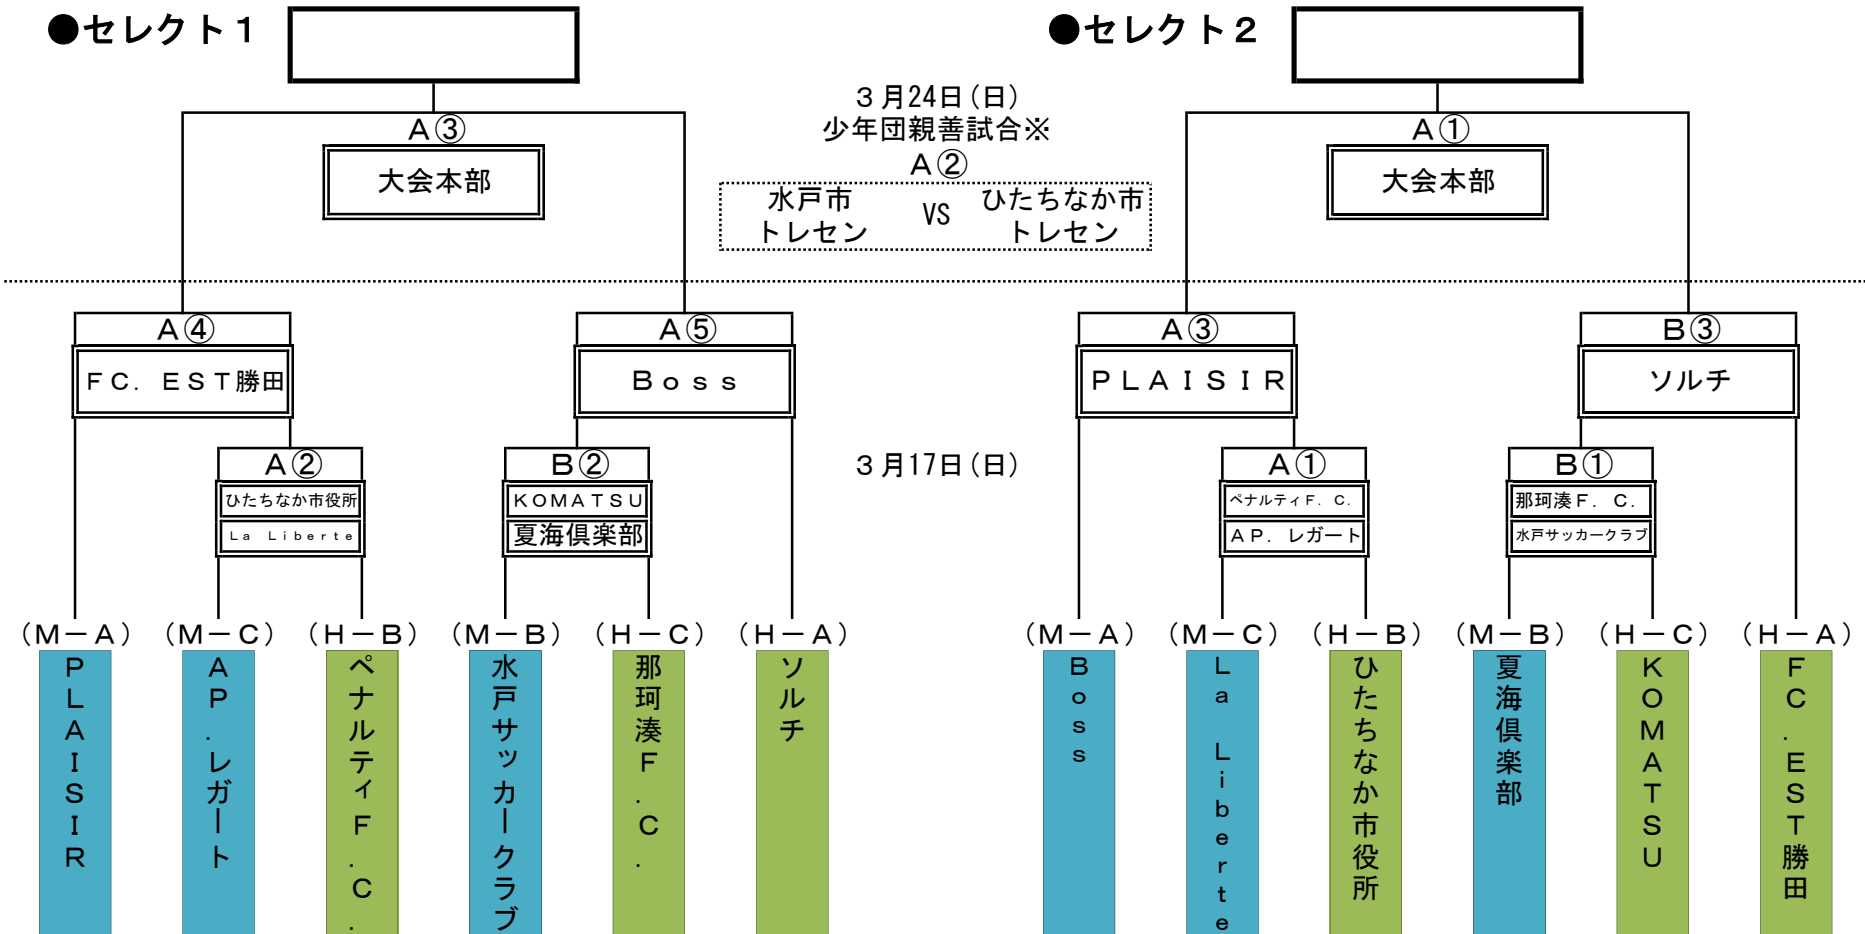 ●セレクト１
●セレクト２
３月24日(日)
少年団親善試合※
A②
水戸市
トレセン
VS
ひたちなか市
トレセン
A③
大会本部
A①
大会本部
A④
ＦＣ．ＥＳＴ勝田
A⑤
Ｂｏｓｓ
A③
ＰＬＡＩＳＩＲ
B③
ソルチ
A②
ひたちなか市役所
Ｌａ　Ｌｉｂｅｒｔｅ
B②
ＫＯＭＡＴＳＵ
夏海倶楽部
３月17日(日)
A①
ペナルティＦ．Ｃ．
ＡＰ．レガート
B①
那珂湊Ｆ．Ｃ．
水戸サッカークラブ
(Ｍ－Ａ)
(Ｍ－Ｃ)
(Ｈ－Ｂ)
(Ｍ－Ｂ)
(Ｈ－Ｃ)
(Ｈ－Ａ)
(Ｍ－Ａ)
(Ｍ－Ｃ)
(Ｈ－Ｂ)
(Ｍ－Ｂ)
(Ｈ－Ｃ)
(Ｈ－Ａ)
ＰＬＡＩＳＩＲ
ＡＰ．レガート
ペナルティＦ．Ｃ．
水戸サッカークラブ
那珂湊Ｆ．Ｃ．
ソルチ
Ｂｏｓｓ
Ｌａ　Ｌｉｂｅｒｔｅ
ひたちなか市役所
夏海倶楽部
ＫＯＭＡＴＳＵ
ＦＣ．ＥＳＴ勝田